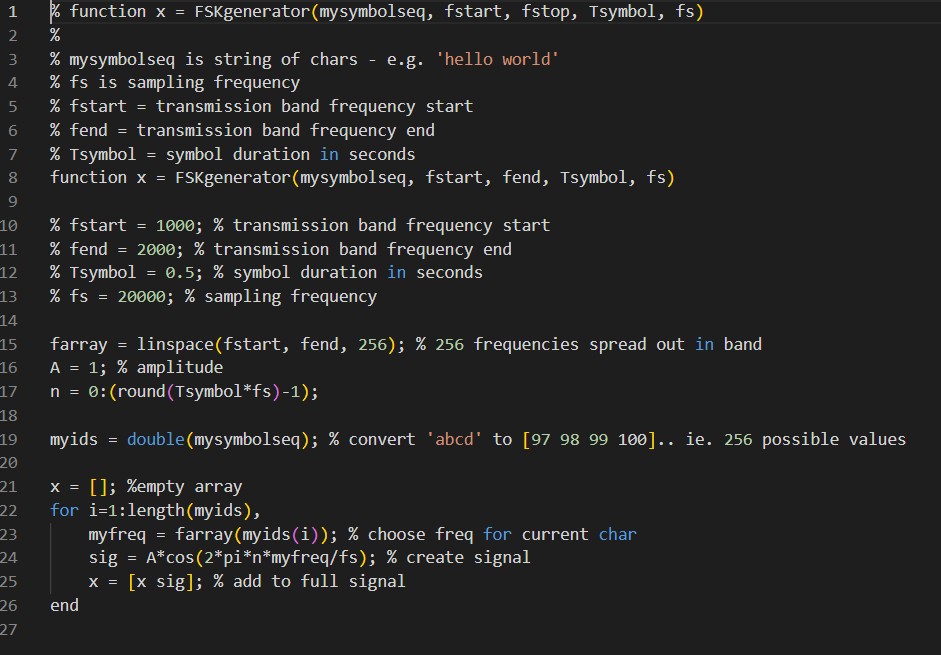 1 % function x = FSKgenerator(mysymbolseq, fstart, fstop, Tsymbol, fs)
2 %
3 % mysymbolseq is string of chars - e.g. 'hello world'
4 % fs is sampling frequency
5 % fstart = transmission band frequency start
6 % fend = transmission band frequency end
7 % Tsymbol = symbol duration in seconds
8 function x = FSKgenerator(mysymbolseq, fstart, fend, Tsymbol, fs)
9
10 % fstart = 1000; % transmission band frequency start
11 % fend = 2000; % transmission band frequency end
12 % Tsymbol = 0.5; % symbol duration in seconds
13 % fs = 20000; % sampling frequency
14
15 farray = linspace(fstart, fend, 256); % 256 frequencies spread out in band
16 A = 1; % amplitude
17 n = 0:(round(Tsymbol*fs)-1);
18
19 myids = double(mysymbolseq); % convert 'abcd' to [97 98 99 100].. ie. 256 possible values
20
21 x = []; %empty array
22 for i=1:length(myids),
23     myfreq = farray(myids(i)); % choose freq for current char
24     sig = A*cos(2*pi*n*myfreq/fs); % create signal
25     x = [x sig]; % add to full signal
26 end
27